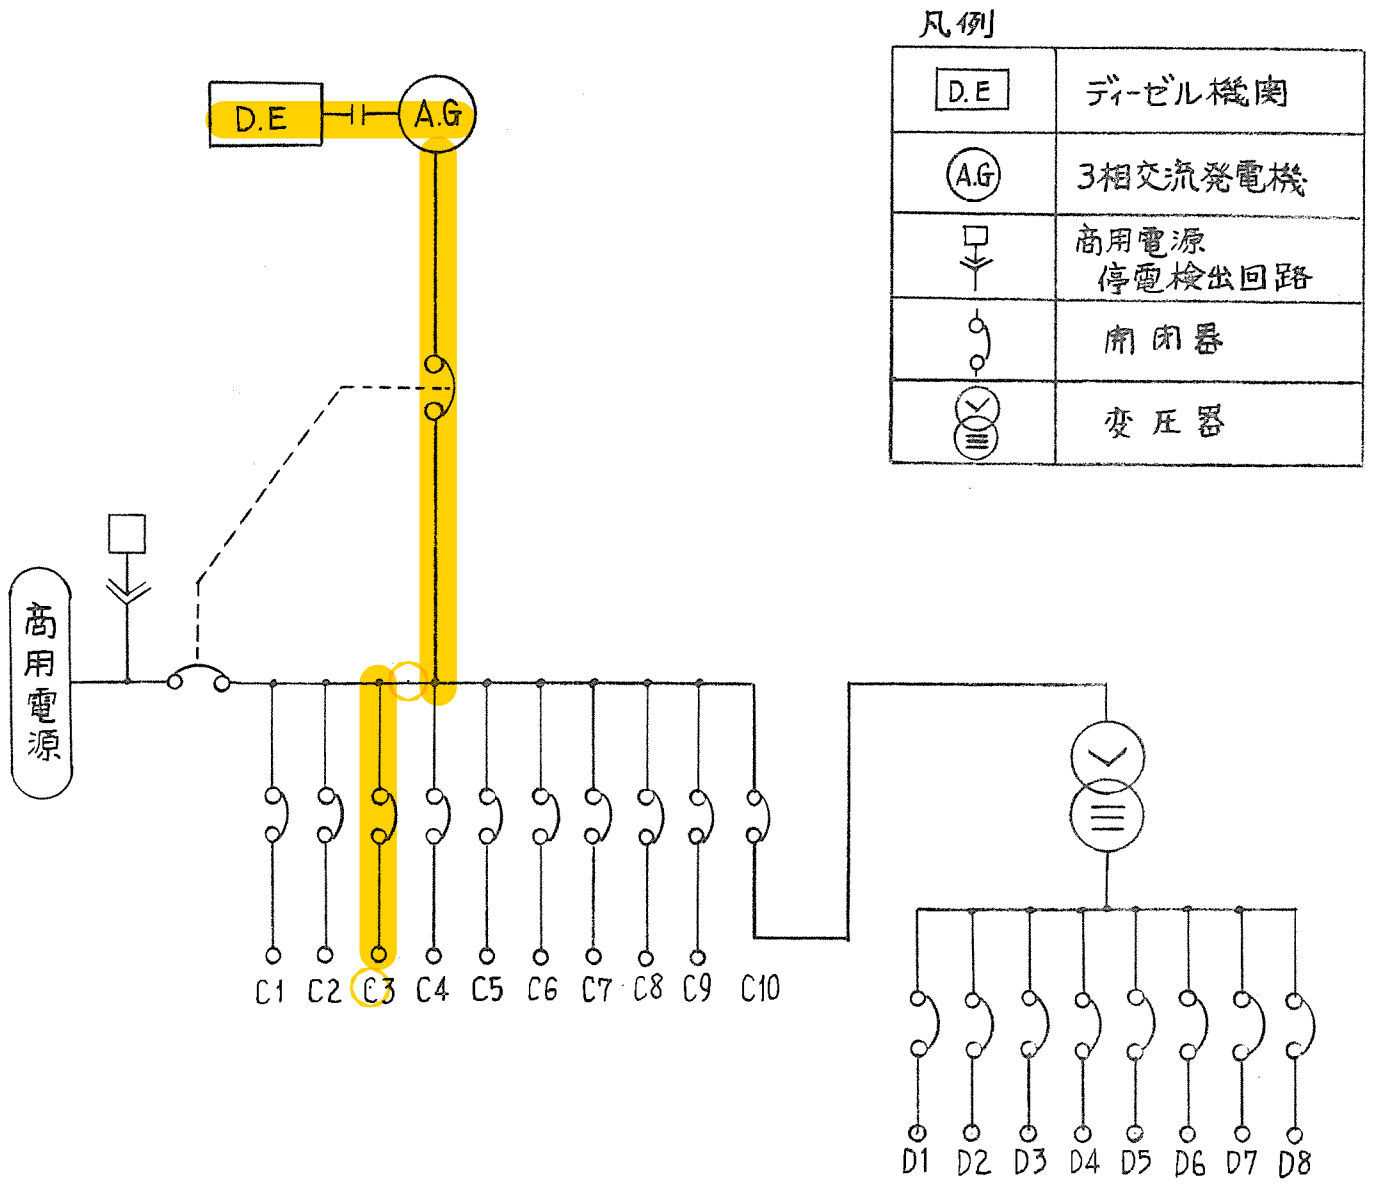 凡例
D.E
ディーゼル機関
A.G
3相交流発電機
商用電源
停電検出回路
開閉器
変圧器
D.E
A.G
商用電源
C1 C2 C3 C4 C5 C6 C7 C8 C9 C10
D1 D2 D3 D4 D5 D6 D7 D8